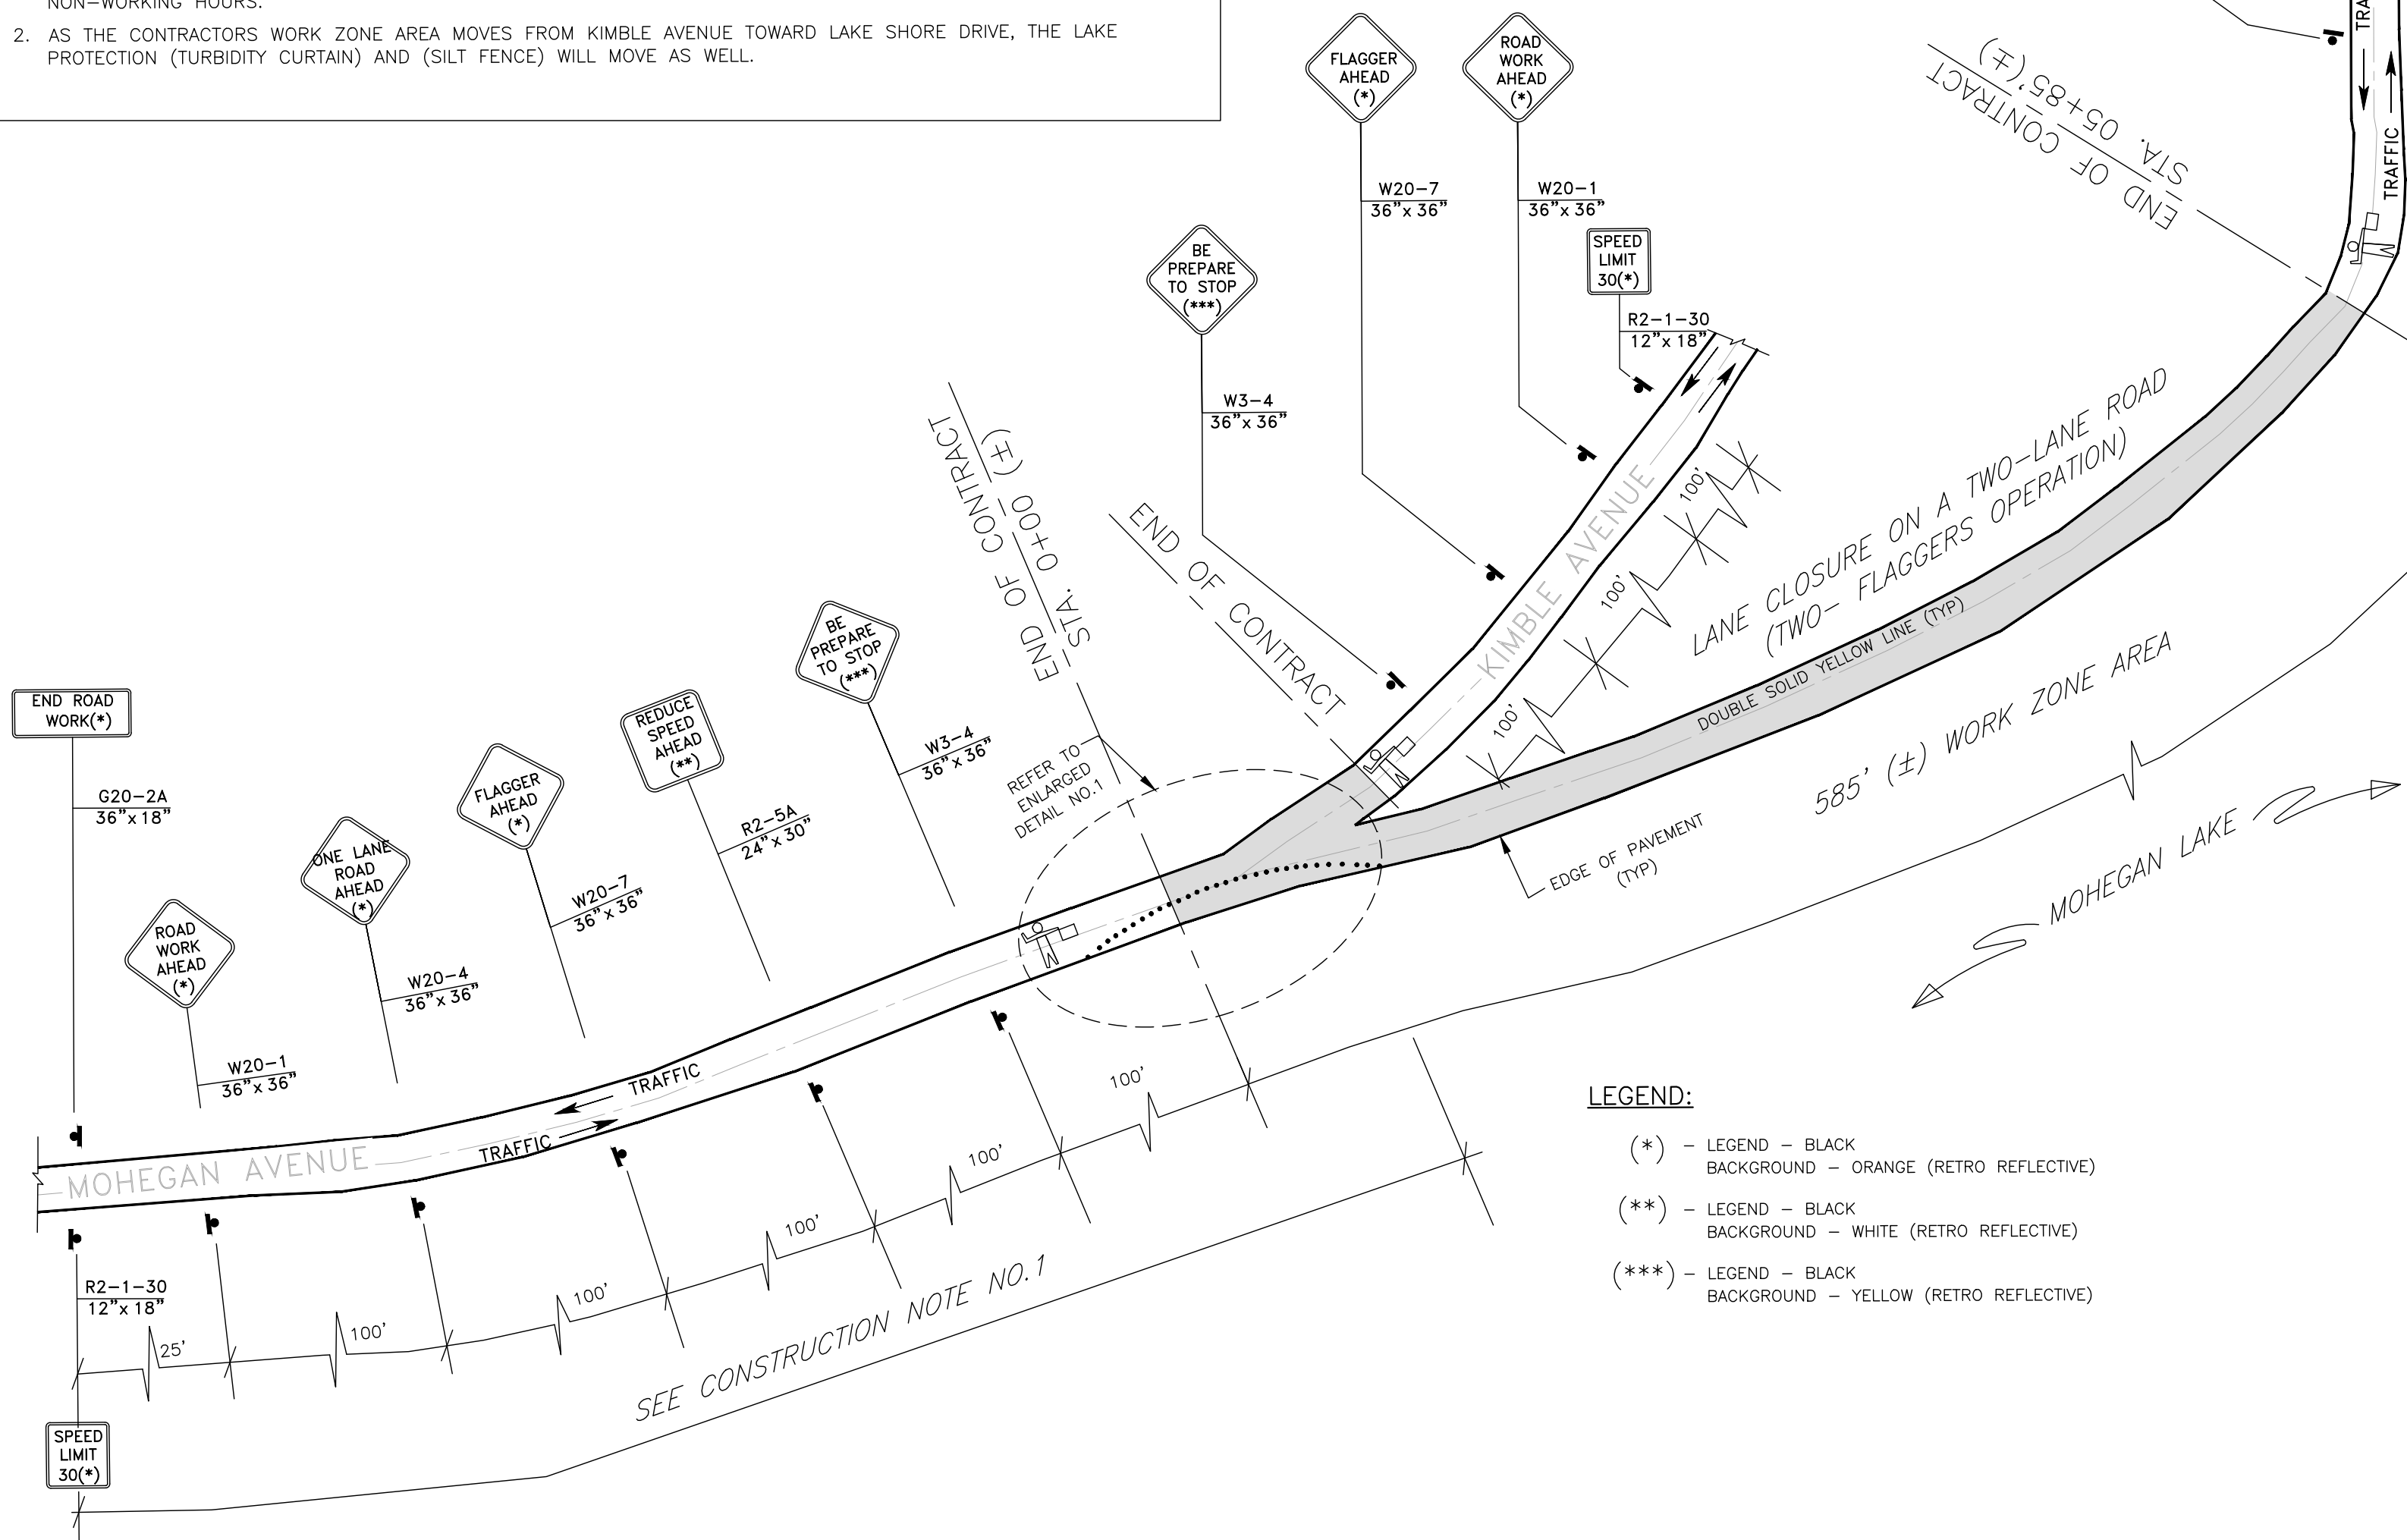 NON-WORKING HOURS.
2. AS THE CONTRACTORS WORK ZONE AREA MOVES FROM KIMBLE AVENUE TOWARD LAKE SHORE DRIVE, THE LAKE
PROTECTION (TURBIDITY CURTAIN) AND (SILT FENCE) WILL MOVE AS WELL.
FLAGGER
AHEAD
(*)
W20-7
36"x 36"
ROAD
WORK
AHEAD
(*)
W20-1
36"x 36"
SPEED
LIMIT
30(*)
R2-1-30
12"x 18"
BE
PREPARE
TO STOP
(***)
W3-4
36"x 36"
END OF CONTRACT
STA. 05+85'(±)
TRAFFIC
END OF CONTRACT
STA. 0+00 (±)
END OF CONTRACT
KIMBLE AVENUE
100'
100'
100'
LANE CLOSURE ON A TWO-LANE ROAD
(TWO- FLAGGERS OPERATION)
DOUBLE SOLID YELLOW LINE (TYP)
585' (±) WORK ZONE AREA
EDGE OF PAVEMENT
(TYP)
MOHEGAN LAKE
REFER TO
ENLARGED
DETAIL NO.1
BE
PREPARE
TO STOP
(***)
W3-4
36"x 36"
REDUCE
SPEED
AHEAD
(**)
R2-5A
24"x 30"
FLAGGER
AHEAD
(*)
W20-7
36"x 36"
ONE LANE
ROAD
AHEAD
(*)
W20-4
36"x 36"
ROAD
WORK
AHEAD
(*)
W20-1
36"x 36"
END ROAD
WORK(*)
G20-2A
36"x 18"
TRAFFIC
TRAFFIC
MOHEGAN AVENUE
R2-1-30
12"x 18"
25'
100'
100'
100'
100'
100'
SEE CONSTRUCTION NOTE NO.1
SPEED
LIMIT
30(*)
LEGEND:
(*) - LEGEND - BLACK
BACKGROUND - ORANGE (RETRO REFLECTIVE)
(**) - LEGEND - BLACK
BACKGROUND - WHITE (RETRO REFLECTIVE)
(***) - LEGEND - BLACK
BACKGROUND - YELLOW (RETRO REFLECTIVE)